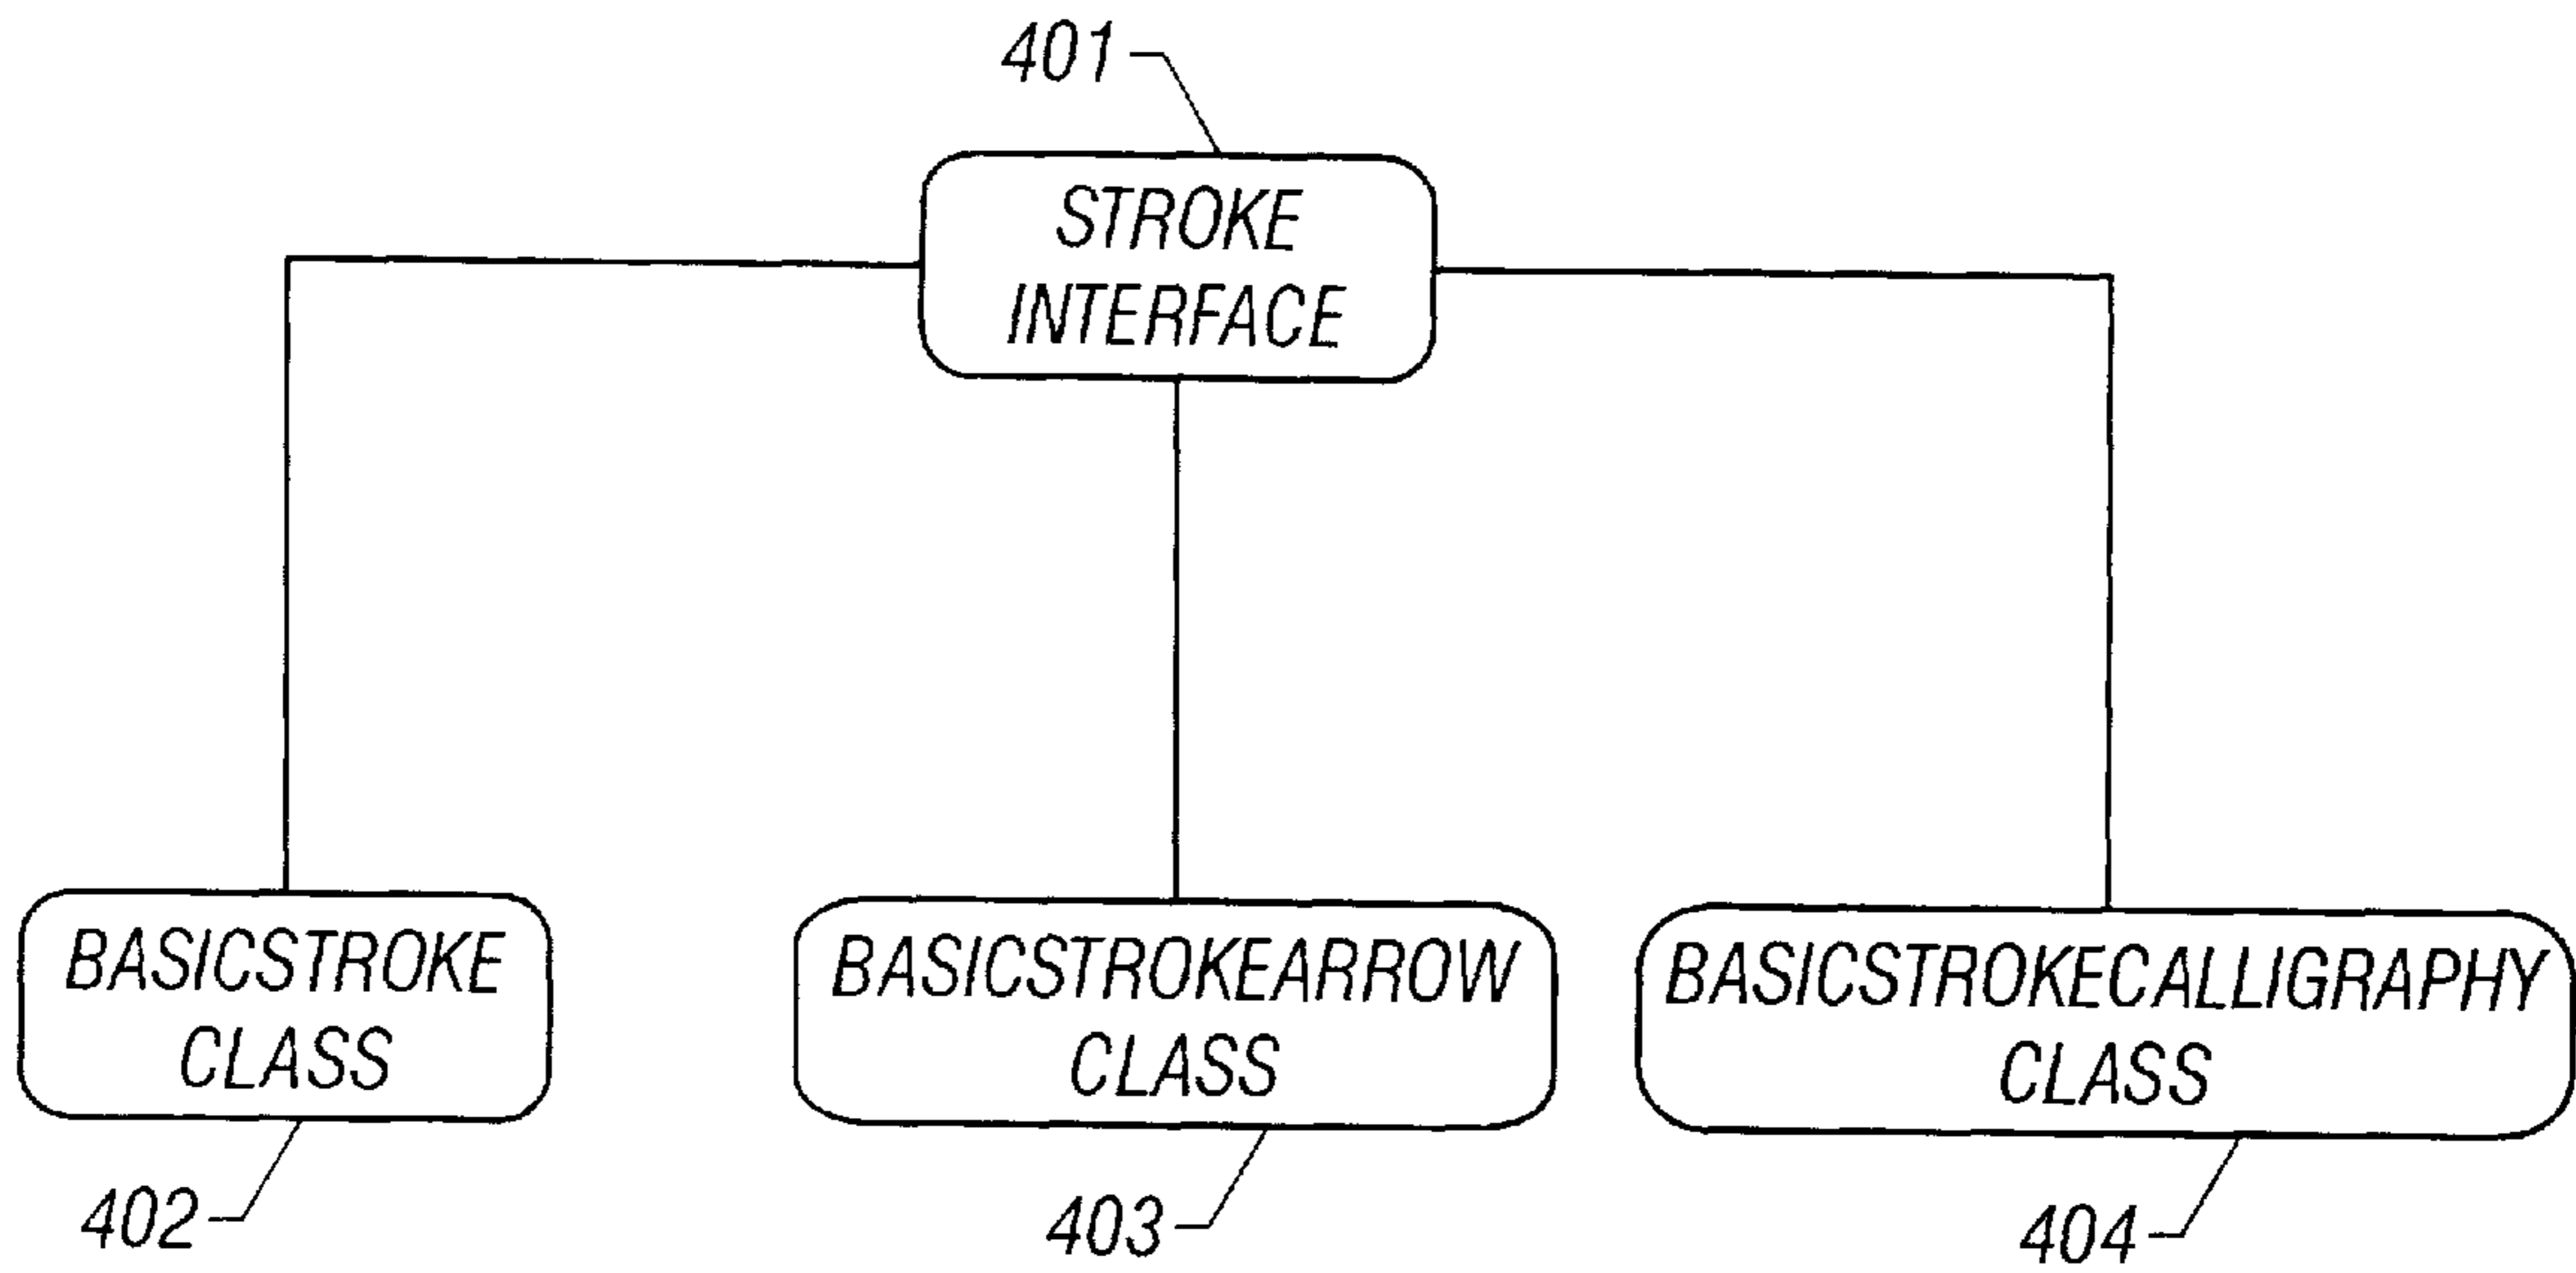 401
STROKE
INTERFACE
BASICSTROKE
CLASS
402
BASICSTROKEARROW
CLASS
403
BASICSTROKECALLIGRAPHY
CLASS
404